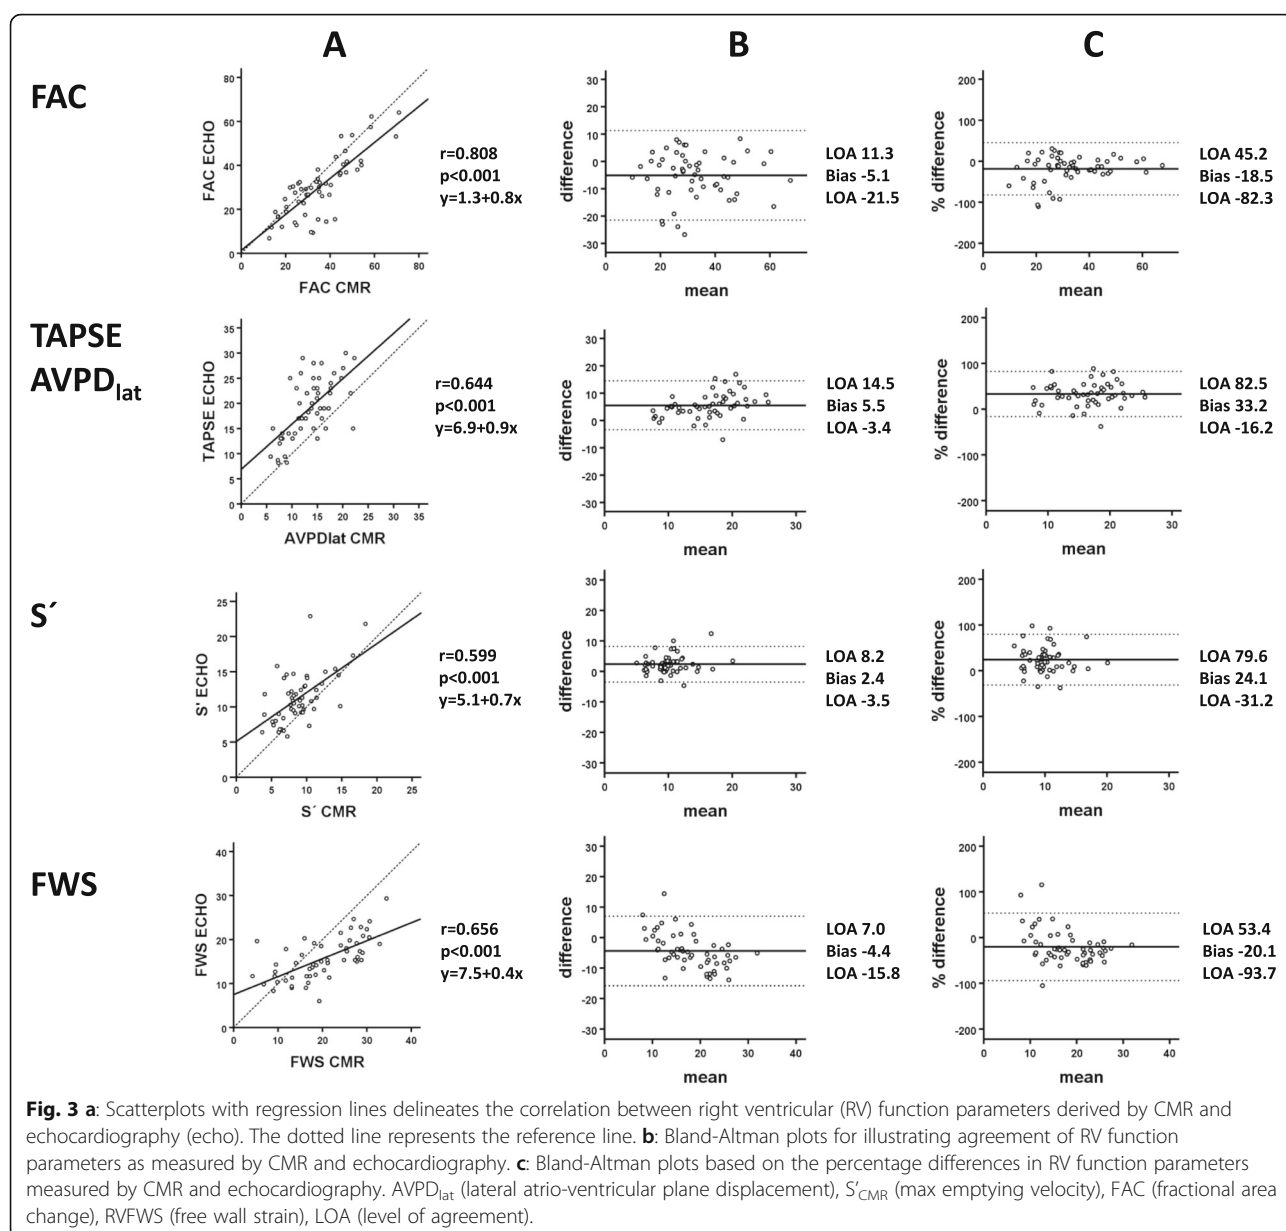 A B C
FAC
FAC ECHO
80
60
40
20
0
0 20 40 60 80
FAC CMR
r=0.808
p<0.001
y=1.3+0.8x
difference
30
20
10
0
-10
-20
-30
0 20 40 60
mean
LOA 11.3
Bias -5.1
LOA -21.5
% difference
200
100
0
-100
-200
0 20 40 60
mean
LOA 45.2
Bias -18.5
LOA -82.3
TAPSE
AVPDlat
TAPSE ECHO
35
30
25
20
15
10
5
0
0 5 10 15 20 25 30 35
AVPDlat CMR
r=0.644
p<0.001
y=6.9+0.9x
difference
30
20
10
0
-10
-20
-30
0 10 20 30
mean
LOA 14.5
Bias 5.5
LOA -3.4
% difference
200
100
0
-100
-200
0 10 20 30
mean
LOA 82.5
Bias 33.2
LOA -16.2
S´
S' ECHO
25
20
15
10
5
0
0 5 10 15 20 25
S´ CMR
r=0.599
p<0.001
y=5.1+0.7x
difference
30
20
10
0
-10
-20
-30
0 10 20 30
mean
LOA 8.2
Bias 2.4
LOA -3.5
% difference
200
100
0
-100
-200
0 10 20 30
mean
LOA 79.6
Bias 24.1
LOA -31.2
FWS
FWS ECHO
40
30
20
10
0
0 10 20 30 40
FWS CMR
r=0.656
p<0.001
y=7.5+0.4x
difference
30
20
10
0
-10
-20
-30
0 10 20 30 40
mean
LOA 7.0
Bias -4.4
LOA -15.8
% difference
200
100
0
-100
-200
0 10 20 30 40
mean
LOA 53.4
Bias -20.1
LOA -93.7
Fig. 3 a: Scatterplots with regression lines delineates the correlation between right ventricular (RV) function parameters derived by CMR and
echocardiography (echo). The dotted line represents the reference line. b: Bland-Altman plots for illustrating agreement of RV function
parameters as measured by CMR and echocardiography. c: Bland-Altman plots based on the percentage differences in RV function parameters
measured by CMR and echocardiography. AVPDlat (lateral atrio-ventricular plane displacement), S′CMR (max emptying velocity), FAC (fractional area
change), RVFWS (free wall strain), LOA (level of agreement).